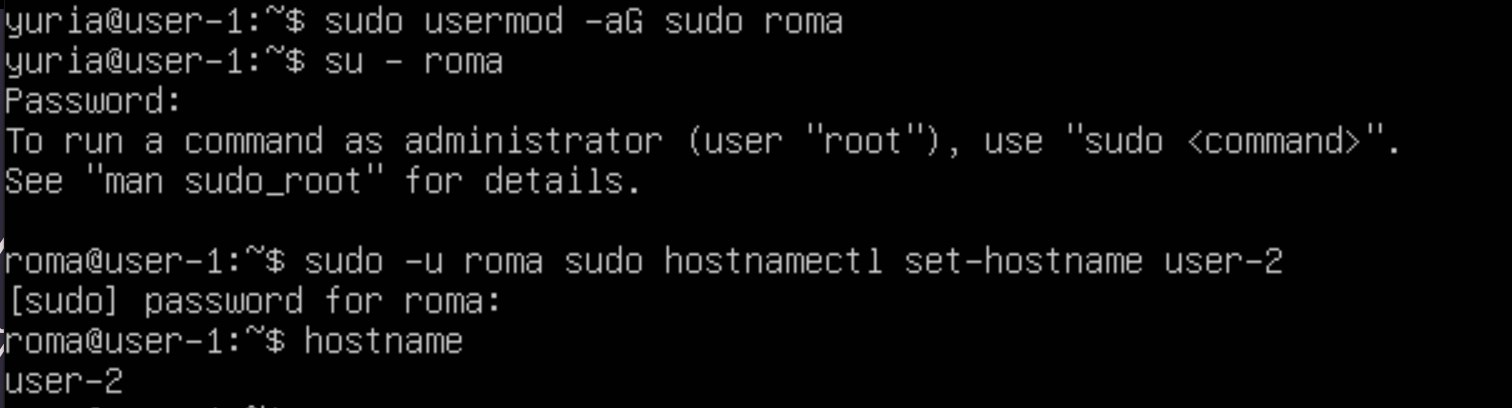 yuria@user-1:~$ sudo usermod -aG sudo roma
yuria@user-1:~$ su - roma
Password:
To run a command as administrator (user "root"), use "sudo <command>".
See "man sudo_root" for details.
roma@user-1:~$ sudo -u roma sudo hostnamectl set-hostname user-2
[sudo] password for roma:
roma@user-1:~$ hostname
user-2